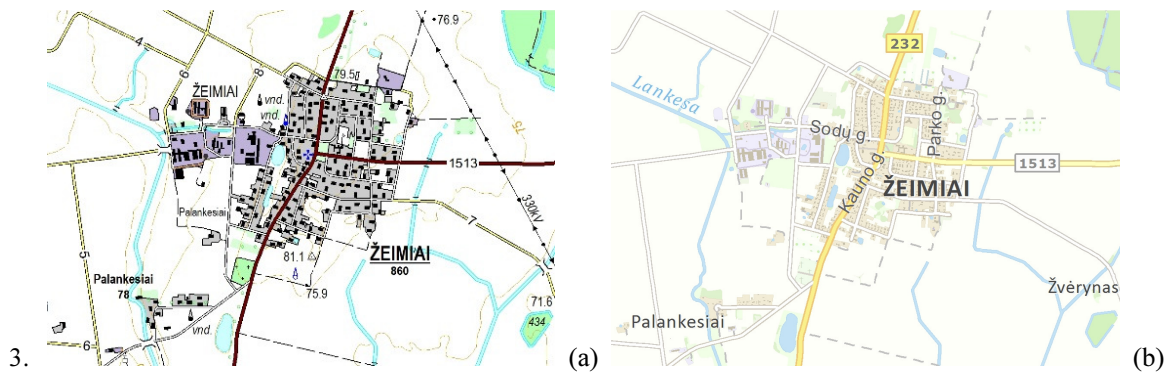 76.9
4
6
8
79.5
ŽEIMIAI
vnd.
vnd.
75
1513
330kV
Palankesiai
7
5
81.1
ŽEIMIAI
860
Palankesiai
78
75.9
71.6
434
vnd.
6
3.
(a)
232
Lankesa
Sodų g.
Parko g.
1513
Kauno g.
ŽEIMIAI
Žvėrynas
Palankesiai
(b)